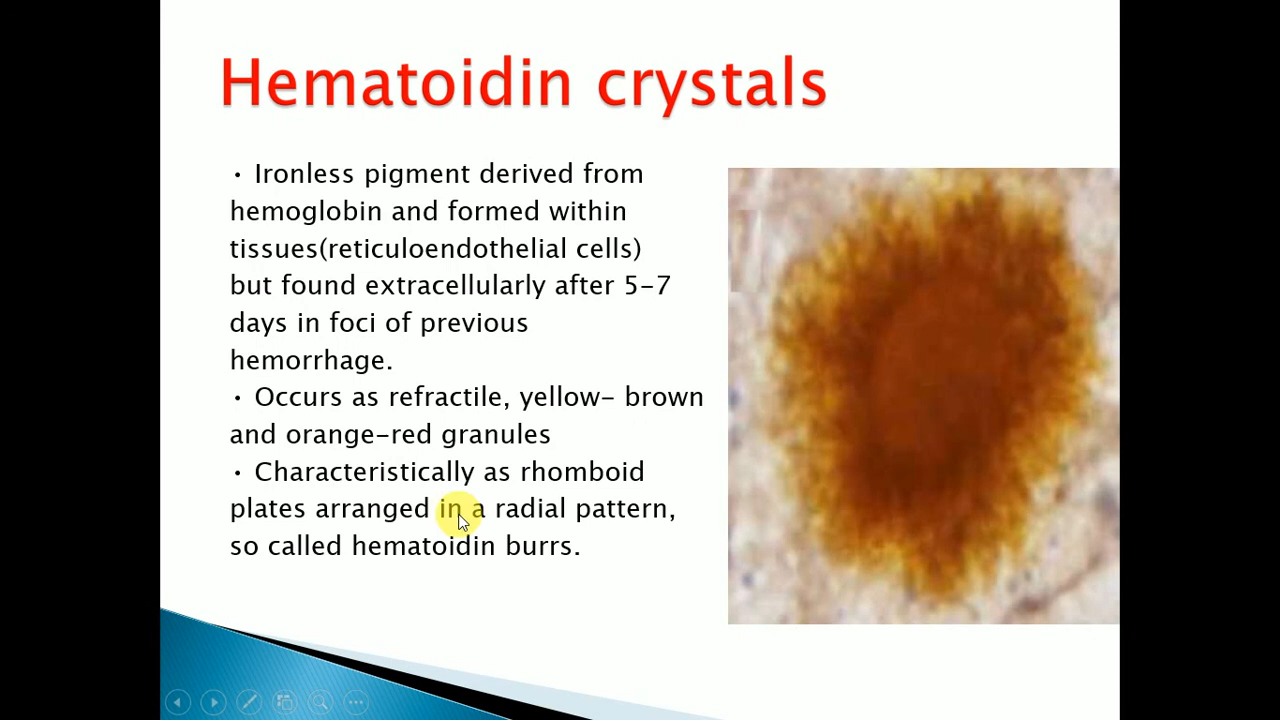 Hematoidin crystals
• Ironless pigment derived from
hemoglobin and formed within
tissues(reticuloendothelial cells)
but found extracellularly after 5-7
days in foci of previous
hemorrhage.
• Occurs as refractile, yellow- brown
and orange-red granules
• Characteristically as rhomboid
plates arranged in a radial pattern,
so called hematoidin burrs.